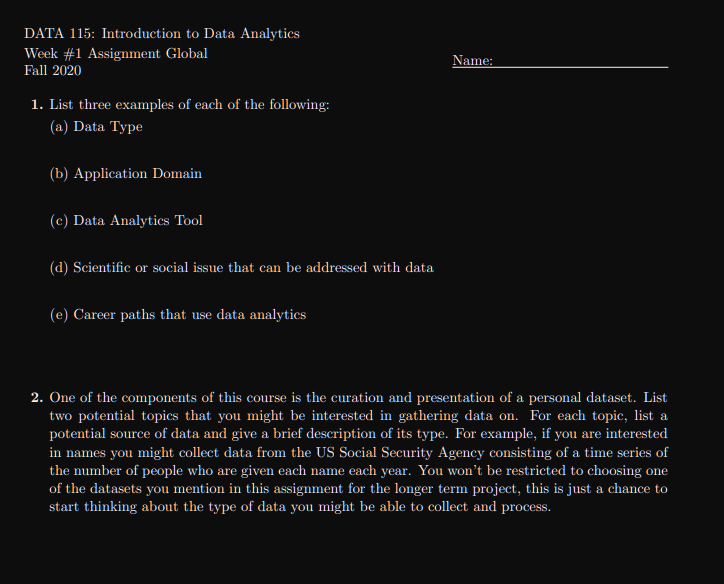 DATA 115: Introduction to Data Analytics
Week #1 Assignment Global
Fall 2020
Name:
1. List three examples of each of the following:
(a) Data Type
(b) Application Domain
(c) Data Analytics Tool
(d) Scientific or social issue that can be addressed with data
(e) Career paths that use data analytics
2. One of the components of this course is the curation and presentation of a personal dataset. List
two potential topics that you might be interested in gathering data on. For each topic, list a
potential source of data and give a brief description of its type. For example, if you are interested
in names you might collect data from the US Social Security Agency consisting of a time series of
the number of people who are given each name each year. You won't be restricted to choosing one
of the datasets you mention in this assignment for the longer term project, this is just a chance to
start thinking about the type of data you might be able to collect and process.